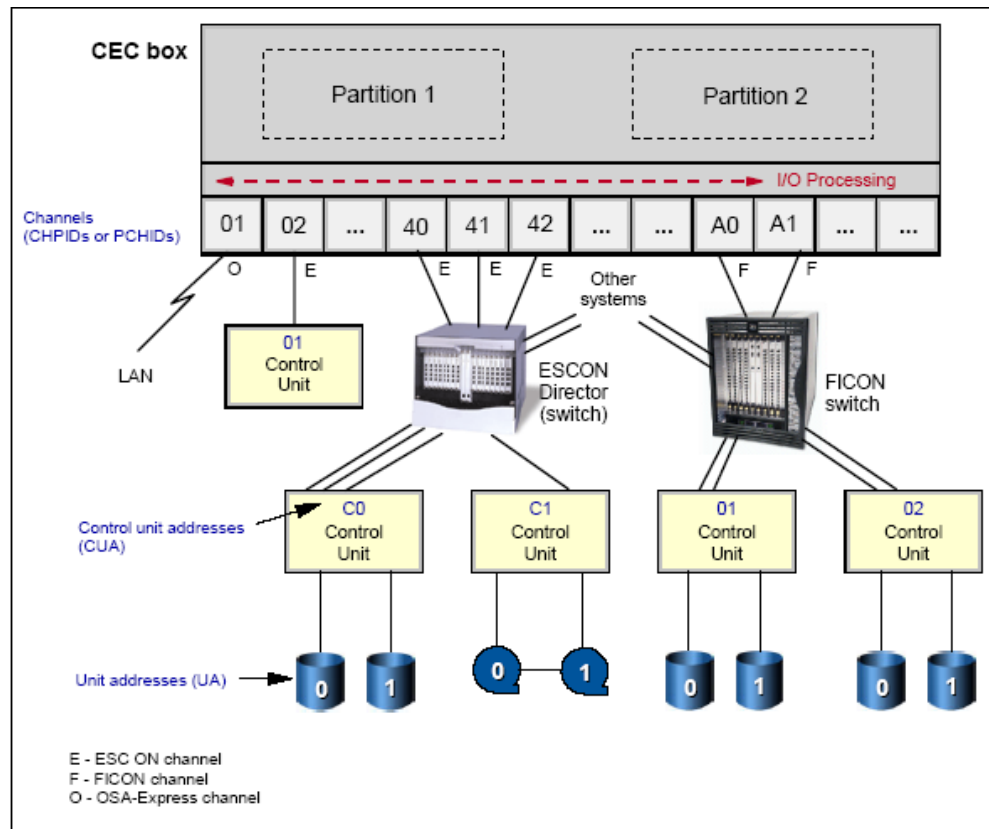 CEC box
Partition 1
Partition 2
I/O Processing
Channels
(CHPIDs or PCHIDs)
01 02 ... 40 41 42 ... ... A0 A1 ... ...
O E E E E F F
Other
systems
LAN
01
Control
Unit
ESCON
Director
(switch)
FICON
switch
Control unit addresses
(CUA)
C0
Control
Unit
C1
Control
Unit
01
Control
Unit
02
Control
Unit
Unit addresses (UA)
0 1 0 1 0 1 0 1
E - ESC ON channel
F - FICON channel
O - OSA-Express channel